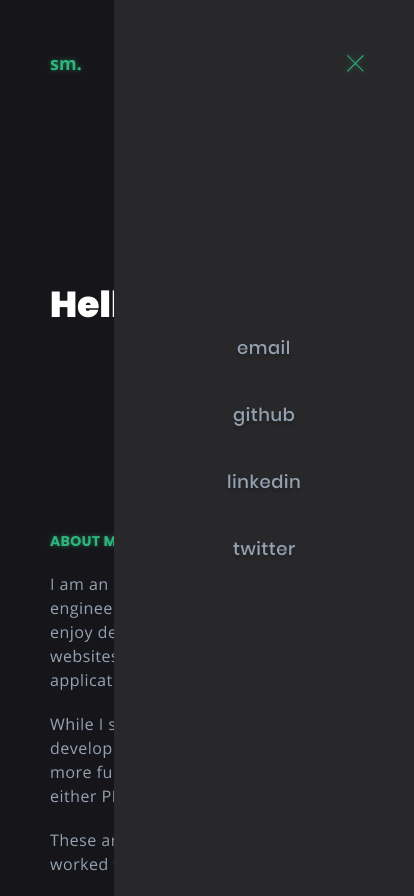 sm.
Hell
email
github
linkedin
twitter
ABOUT M
I am an
enginee
enjoy de
websites
applicat
While I s
develop
more fu
either P
These ar
worked